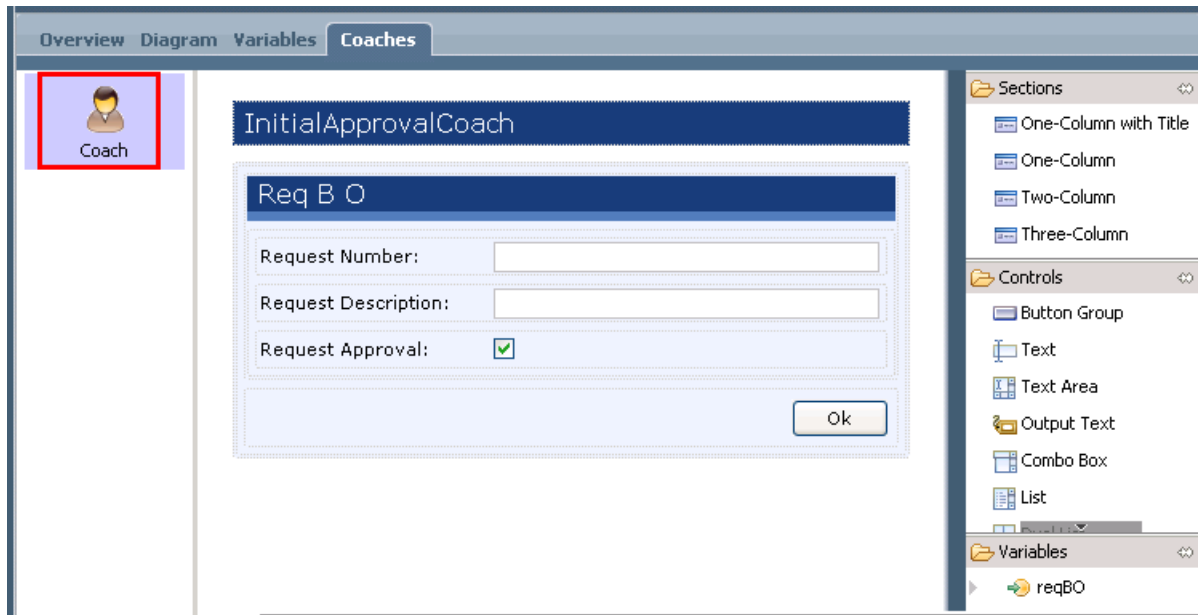 Overview Diagram Variables Coaches
Coach
InitialApprovalCoach
Req B O
Request Number:
Request Description:
Request Approval:
Ok
Sections
One-Column with Title
One-Column
Two-Column
Three-Column
Controls
Button Group
Text
Text Area
Output Text
Combo Box
List
Variables
reqBO